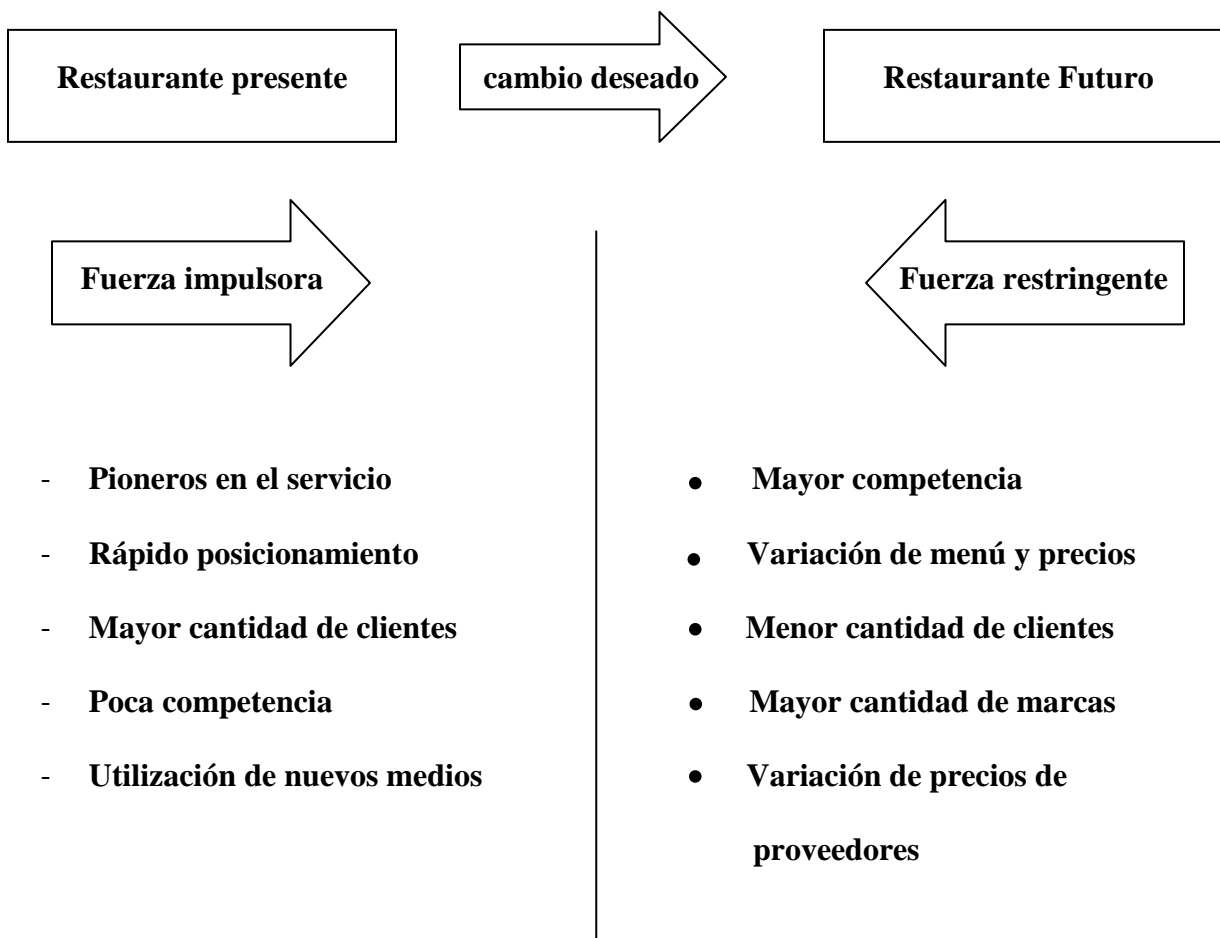 Restaurante presente
cambio deseado
Restaurante Futuro
Fuerza impulsora
Fuerza restringente
- Pioneros en el servicio
- Rápido posicionamiento
- Mayor cantidad de clientes
- Poca competencia
- Utilización de nuevos medios
• Mayor competencia
• Variación de menú y precios
• Menor cantidad de clientes
• Mayor cantidad de marcas
• Variación de precios de
proveedores